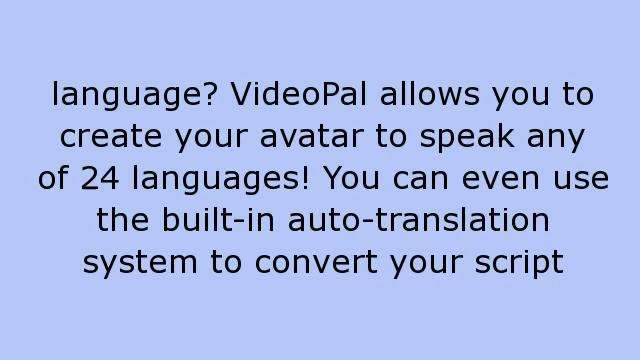 language? VideoPal allows you to
create your avatar to speak any
of 24 languages! You can even use
the built-in auto-translation
system to convert your script